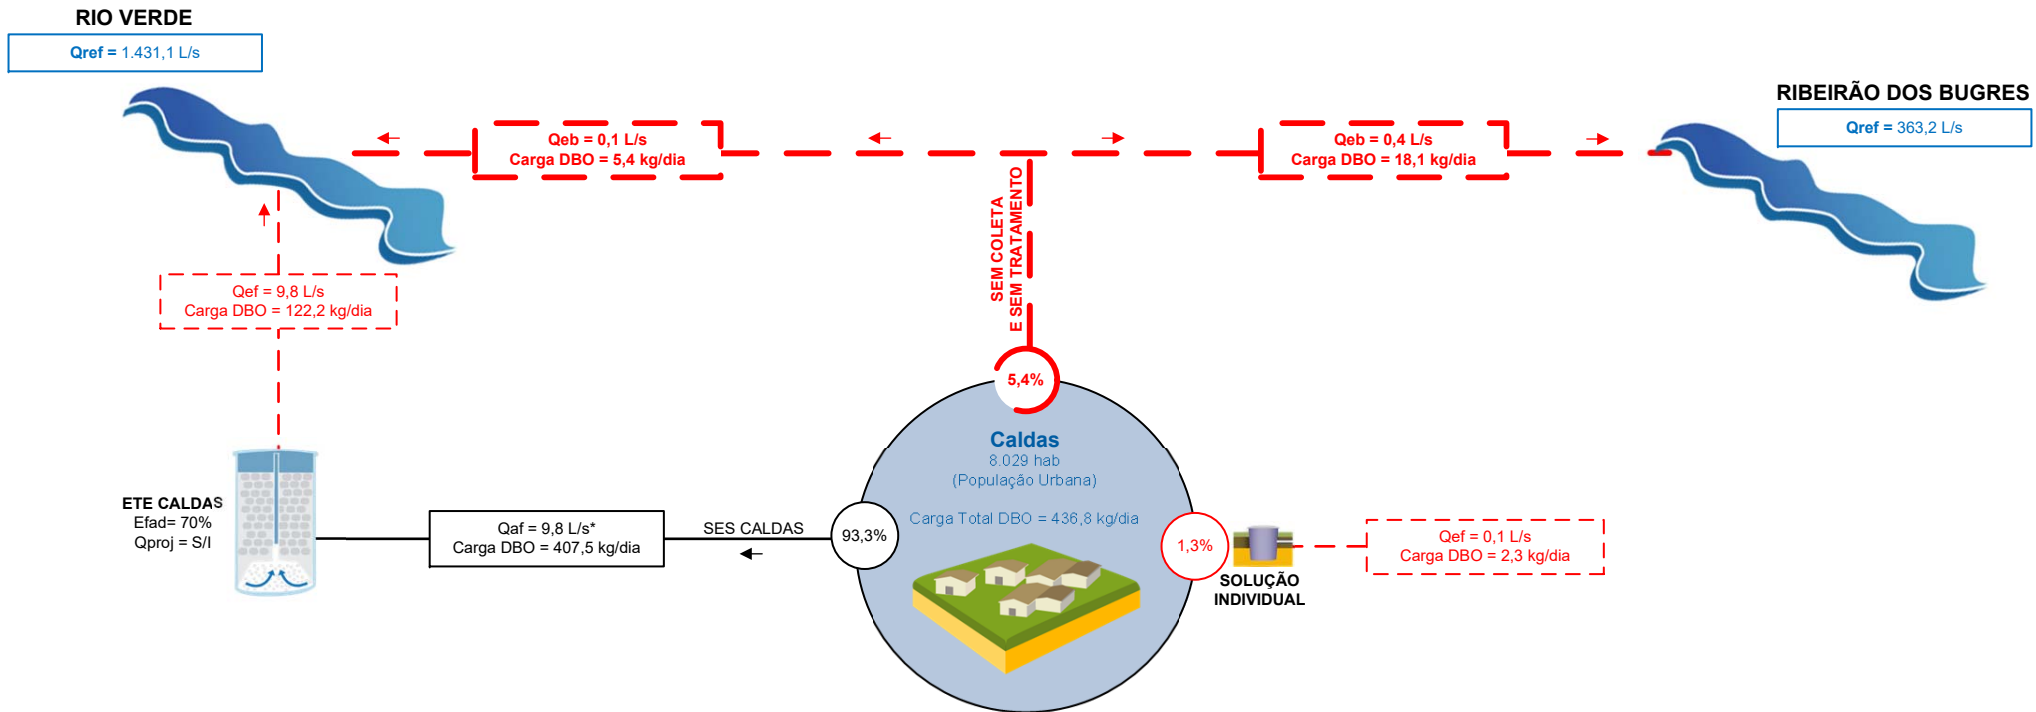 RIO VERDE
Qref = 1.431,1 L/s
RIBEIRÃO DOS BUGRES
Qref = 363,2 L/s
Qeb = 0,1 L/s
Carga DBO = 5,4 kg/dia
Qeb = 0,4 L/s
Carga DBO = 18,1 kg/dia
SEM COLETA
E SEM TRATAMENTO
Qef = 9,8 L/s
Carga DBO = 122,2 kg/dia
5,4%
Caldas
8.029 hab
(População Urbana)
Carga Total DBO = 436,8 kg/dia
ETE CALDAS
Efad= 70%
Qproj = S/I
Qaf = 9,8 L/s*
Carga DBO = 407,5 kg/dia
SES CALDAS
93,3%
1,3%
SOLUÇÃO
INDIVIDUAL
Qef = 0,1 L/s
Carga DBO = 2,3 kg/dia